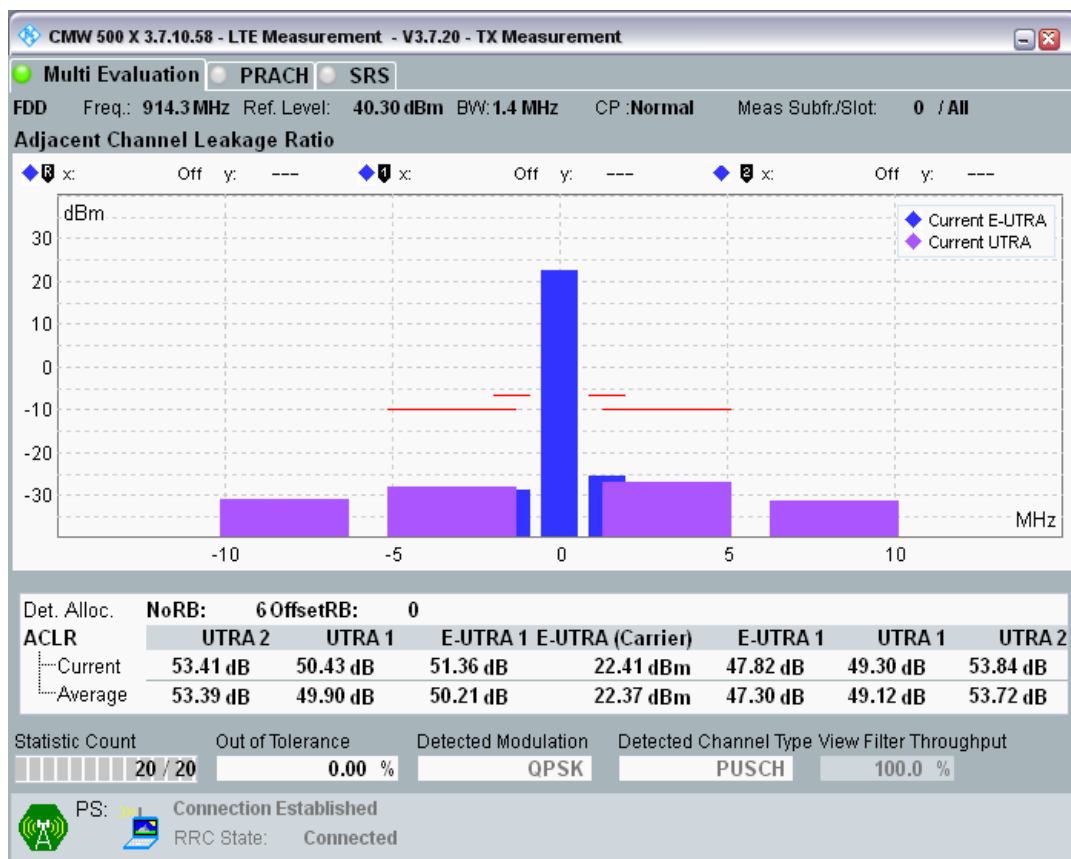 CMW 500 X 3.7.10.58 - LTE Measurement - V3.7.20 - TX Measurement
Multi Evaluation PRACH SRS
FDD Freq.: 914.3 MHz Ref. Level: 40.30 dBm BW: 1.4 MHz CP :Normal Meas Subfr./Slot: 0 / All
Adjacent Channel Leakage Ratio
R x: Off y: --- 1 x: Off y: --- 2 x: Off y: ---
dBm
Current E-UTRA
Current UTRA
30
20
10
0
-10
-20
-30
MHz
-10 -5 0 5 10
Det. Alloc. NoRB: 6 OffsetRB: 0
ACLR UTRA 2 UTRA 1 E-UTRA 1 E-UTRA (Carrier) E-UTRA 1 UTRA 1 UTRA 2
Current 53.41 dB 50.43 dB 51.36 dB 22.41 dBm 47.82 dB 49.30 dB 53.84 dB
Average 53.39 dB 49.90 dB 50.21 dB 22.37 dBm 47.30 dB 49.12 dB 53.72 dB
Statistic Count Out of Tolerance Detected Modulation Detected Channel Type View Filter Throughput
20 / 20 0.00 % QPSK PUSCH 100.0 %
PS: Connection Established
RRC State: Connected